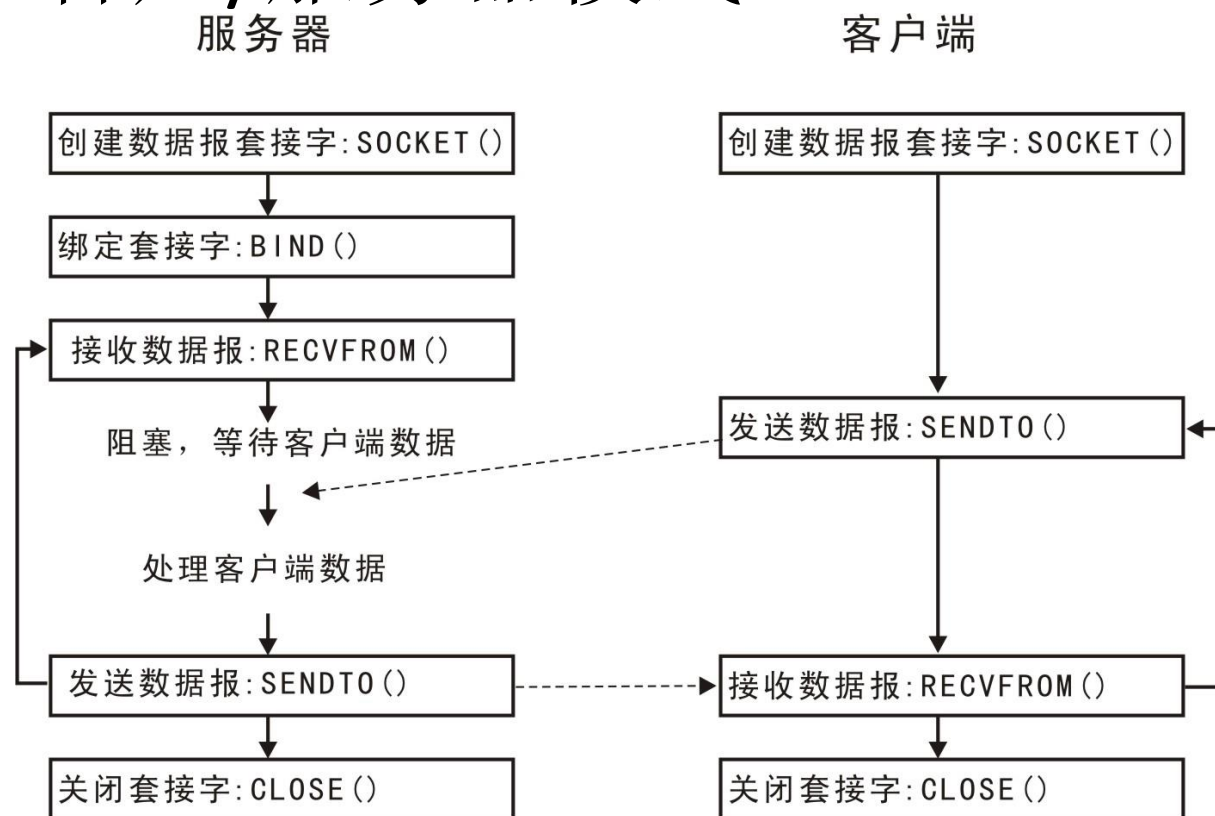 服务器
客户端
创建数据报套接字:SOCKET()
绑定套接字:BIND()
接收数据报:RECVFROM()
阻塞，等待客户端数据
处理客户端数据
发送数据报:SENDTO()
关闭套接字:CLOSE()
创建数据报套接字:SOCKET()
发送数据报:SENDTO()
接收数据报:RECVFROM()
关闭套接字:CLOSE()